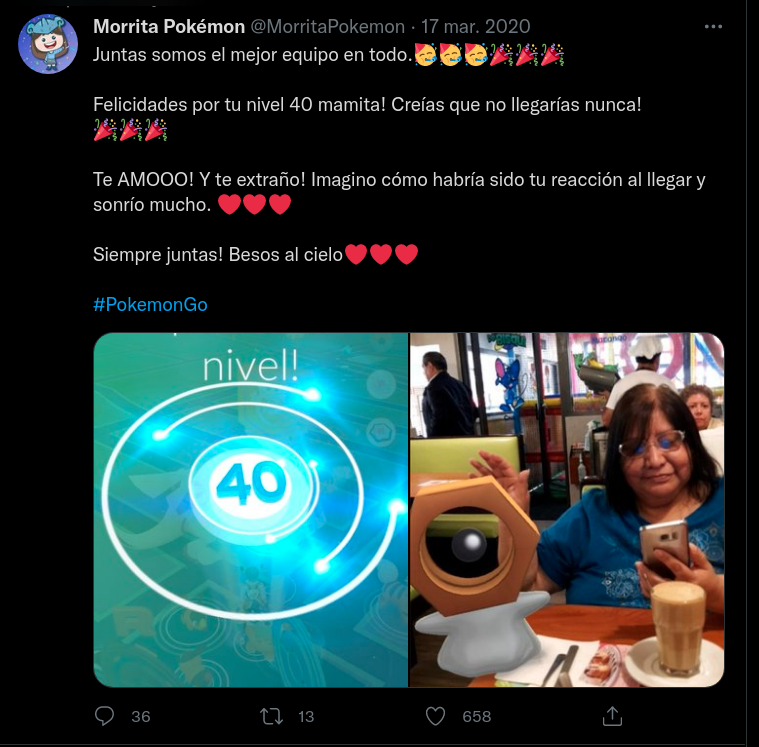 Morrita Pokémon @MorritaPokemon · 17 mar. 2020
Juntas somos el mejor equipo en todo.🥳🥳🥳🎉🎉🎉
Felicidades por tu nivel 40 mamita! Creías que no llegarías nunca!
🎉🎉🎉
Te AMOOO! Y te extraño! Imagino cómo habría sido tu reacción al llegar y
sonrío mucho. ❤️❤️❤️
Siempre juntas! Besos al cielo❤️❤️❤️
#PokemonGo
nivel!
40
36 13 658